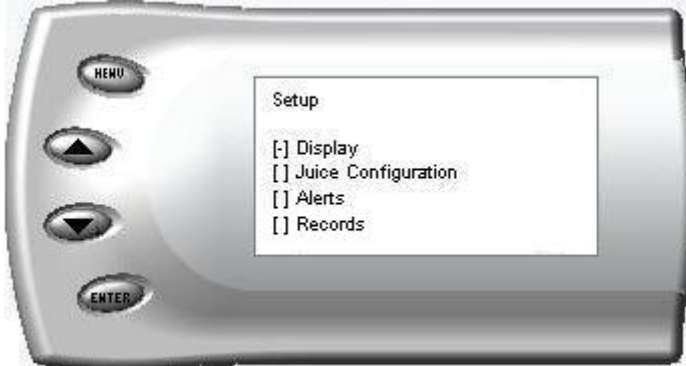 MENU
Setup
[-] Display
[ ] Juice Configuration
[ ] Alerts
[ ] Records
ENTER